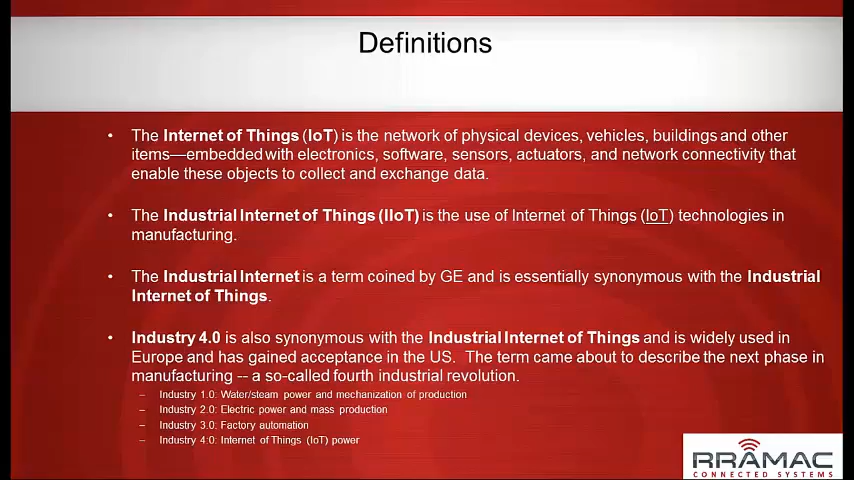 Definitions
• The Internet of Things (IoT) is the network of physical devices, vehicles, buildings and other
items—embedded with electronics, software, sensors, actuators, and network connectivity that
enable these objects to collect and exchange data.
• The Industrial Internet of Things (IIoT) is the use of Internet of Things (IoT) technologies in
manufacturing.
• The Industrial Internet is a term coined by GE and is essentially synonymous with the Industrial
Internet of Things.
• Industry 4.0 is also synonymous with the Industrial Internet of Things and is widely used in
Europe and has gained acceptance in the US. The term came about to describe the next phase in
manufacturing -- a so-called fourth industrial revolution.
– Industry 1.0: Water/steam power and mechanization of production
– Industry 2.0: Electric power and mass production
– Industry 3.0: Factory automation
– Industry 4:0: Internet of Things (IoT) power
RRAMAC
CONNECTED SYSTEMS